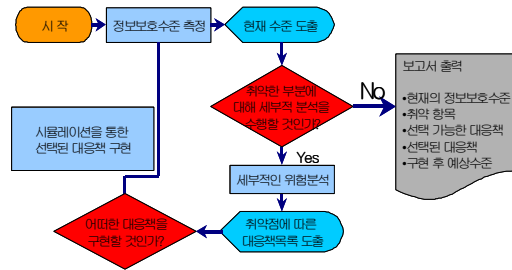 시 작
정보보호수준 측정
현재 수준 도출
취약한 부분에
대해 세부적 분석을
수행할 것인가?
No
보고서 출력
•현재의 정보보호수준
•취약 항목
•선택 가능한 대응책
•선택된 대응책
•구현 후 예상수준
Yes
시뮬레이션을 통한
선택된 대응책 구현
세부적인 위험분석
어떠한 대응책을
구현할 것인가?
취약점에 따른
대응책목록 도출